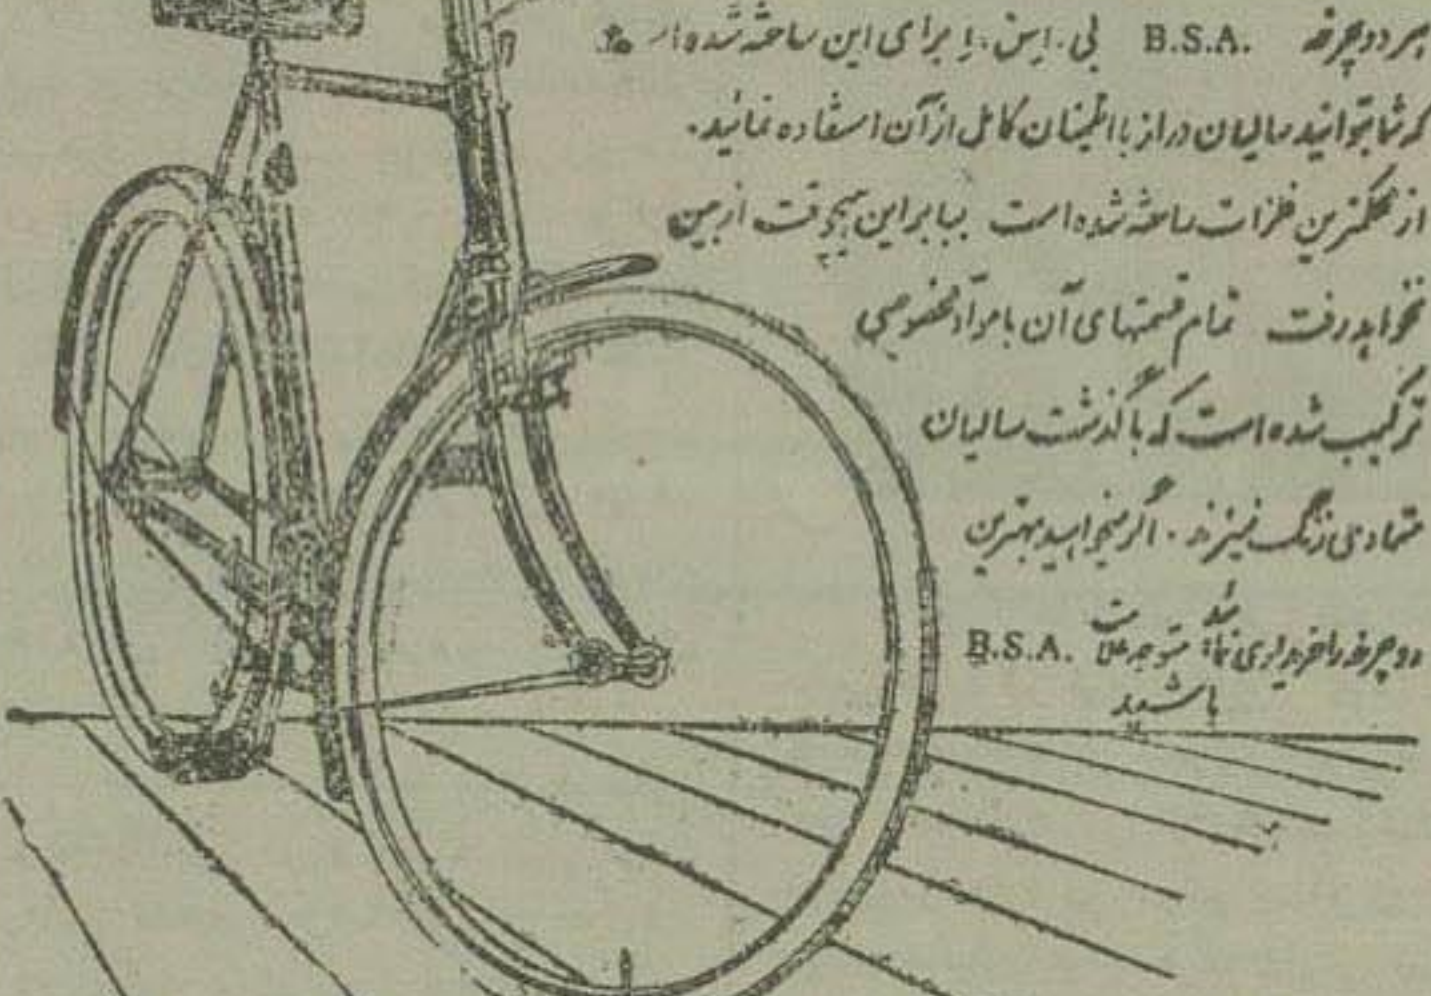 هر دوچرخه B.S.A. بی.اس.ا برای این ساخته شده است
که شما بتوانید سالیان دراز با اطمینان کامل از آن استفاده نمائید.
از محکمترین فلزات ساخته شده است بنابراین هیچوقت از بین
نخواهد رفت تمام قسمتهای آن با مواد مخصوصی
ترکیب شده است که با گذشت سالیان
متمادی زنگ نمیزند. اگر میخواهید بهترین
دوچرخه را خریداری نمائید متوجه علامت B.S.A.
باشید